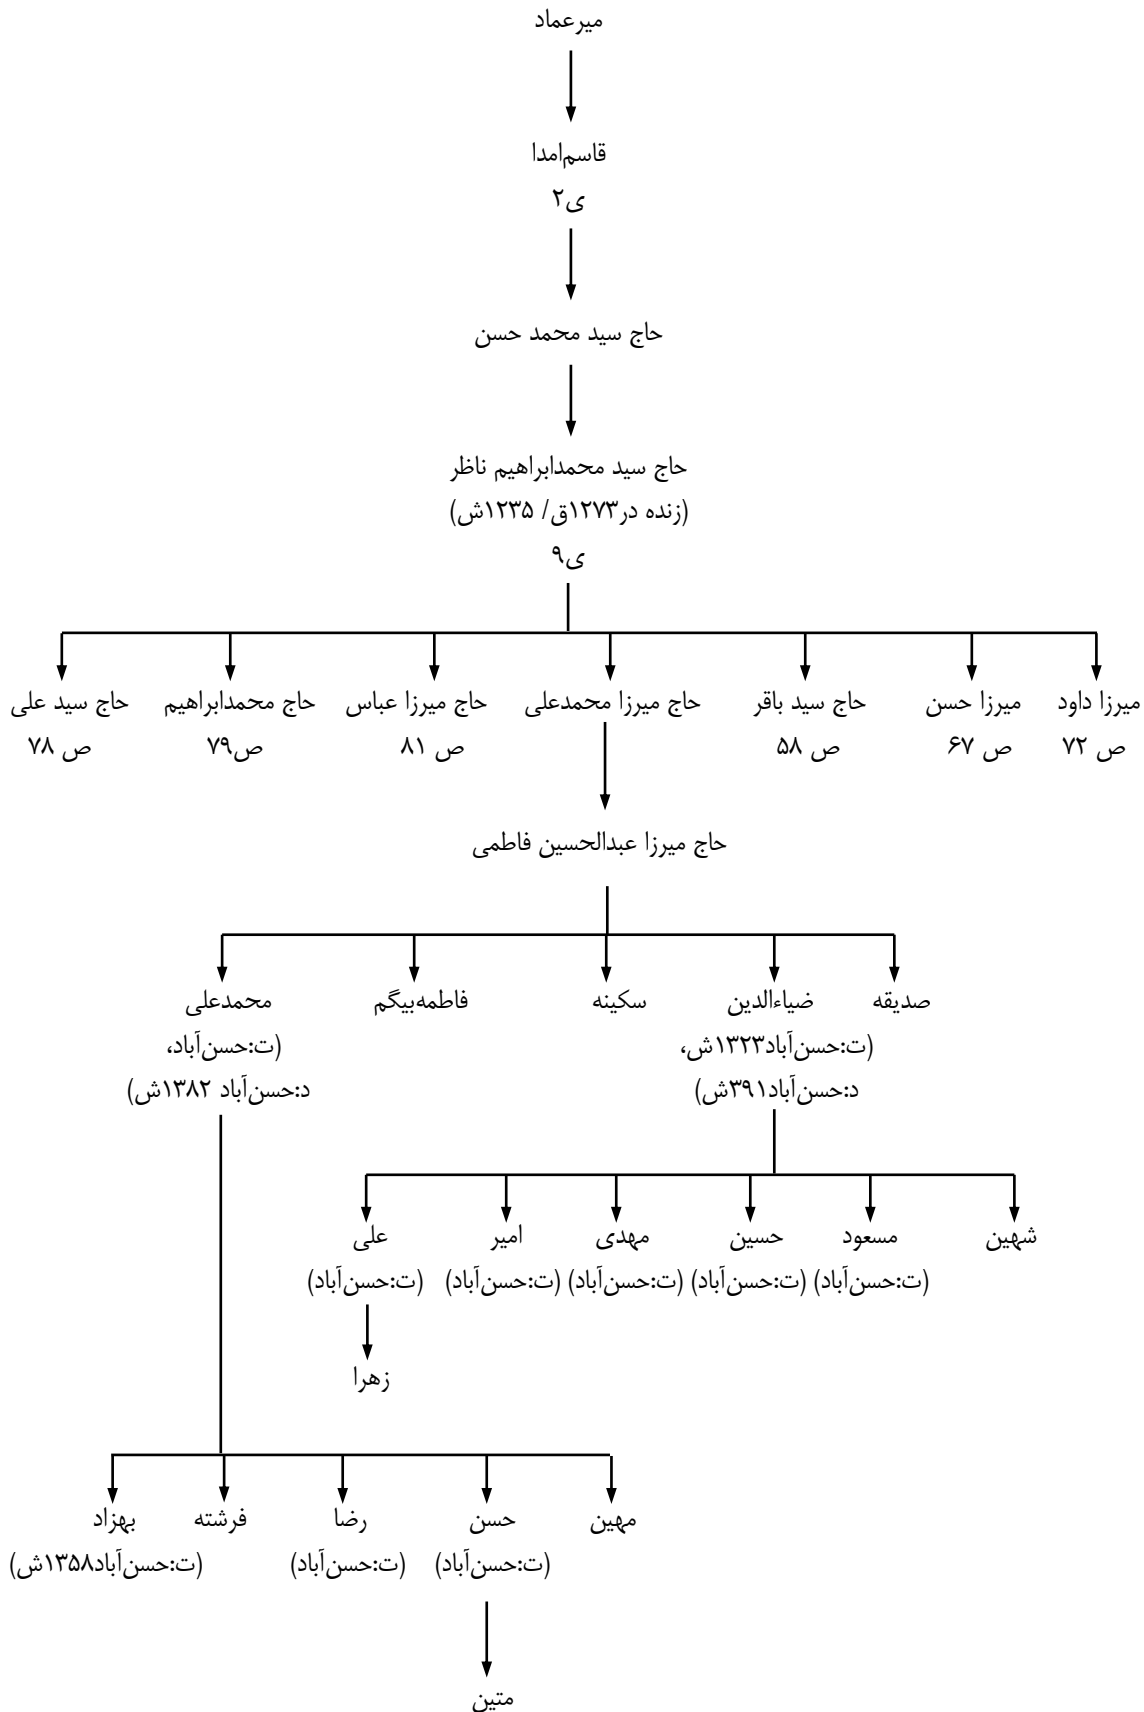 میرعماد
قاسم‌امدا
ی۲
حاج سید محمد حسن
حاج سید محمدابراهیم ناظر
(زنده در۱۲۷۳ق/ ۱۲۳۵ش)
ی۹
میرزا داود میرزا حسن حاج سید باقر حاج میرزا محمدعلی حاج میرزا عباس حاج محمدابراهیم حاج سید علی
ص ۷۲ ص ۶۷ ص ۵۸ ص ۸۱ ص۷۹ ص ۷۸
حاج میرزا عبدالحسین فاطمی
صدیقه ضیاءالدین سکینه فاطمه‌بیگم محمدعلی
(ت:حسن‌آباد۱۳۲۳ش، (ت:حسن‌آباد،
د:حسن‌آباد۳۹۱ش) د:حسن‌آباد ۱۳۸۲ش)
شهین مسعود حسین مهدی امیر علی
(ت:حسن‌آباد) (ت:حسن‌آباد) (ت:حسن‌آباد) (ت:حسن‌آباد) (ت:حسن‌آباد)
زهرا
مهین حسن رضا فرشته بهزاد
(ت:حسن‌آباد) (ت:حسن‌آباد) (ت:حسن‌آباد۱۳۵۸ش)
متین